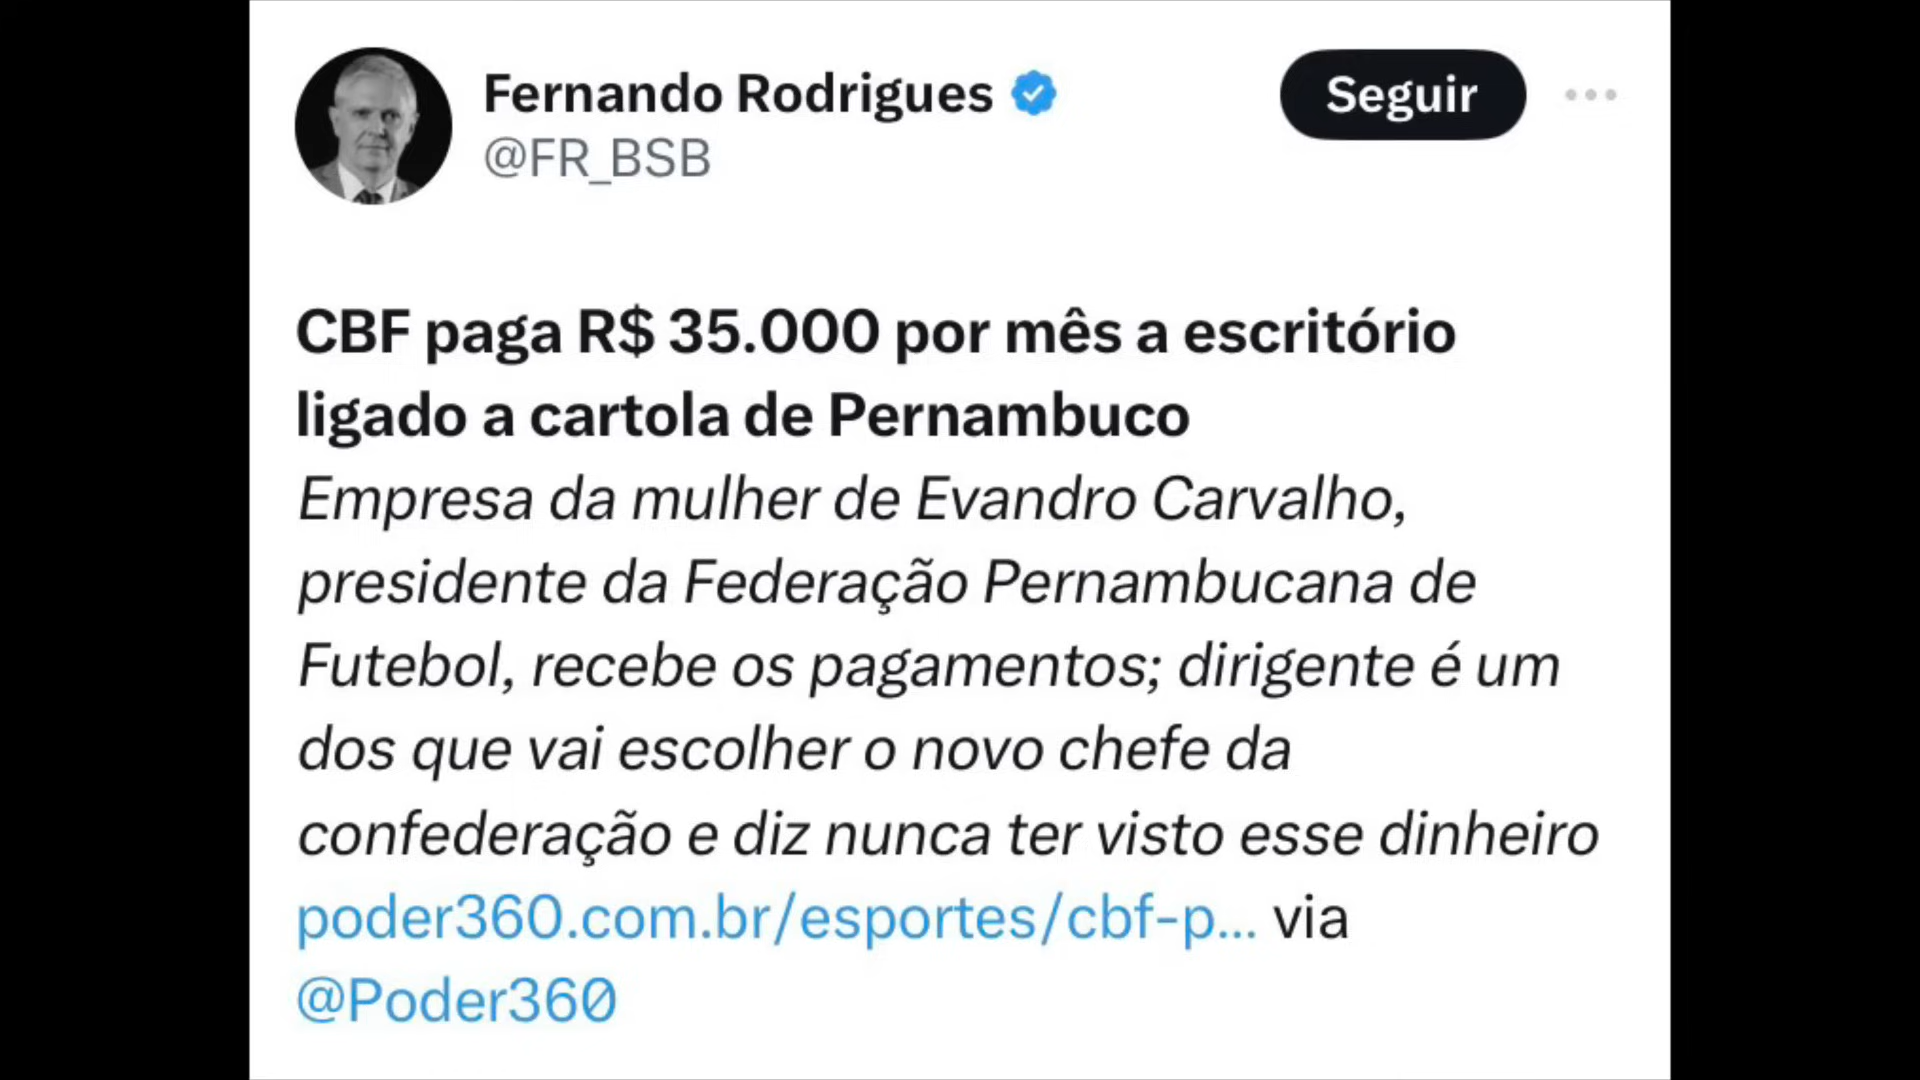 Fernando Rodrigues
Seguir
@FR_BSB
CBF paga R$ 35.000 por mês a escritório
ligado a cartola de Pernambuco
Empresa da mulher de Evandro Carvalho,
presidente da Federação Pernambucana de
Futebol, recebe os pagamentos; dirigente é um
dos que vai escolher o novo chefe da
confederação e diz nunca ter visto esse dinheiro
poder360.com.br/esportes/cbf-p... via
@Poder360